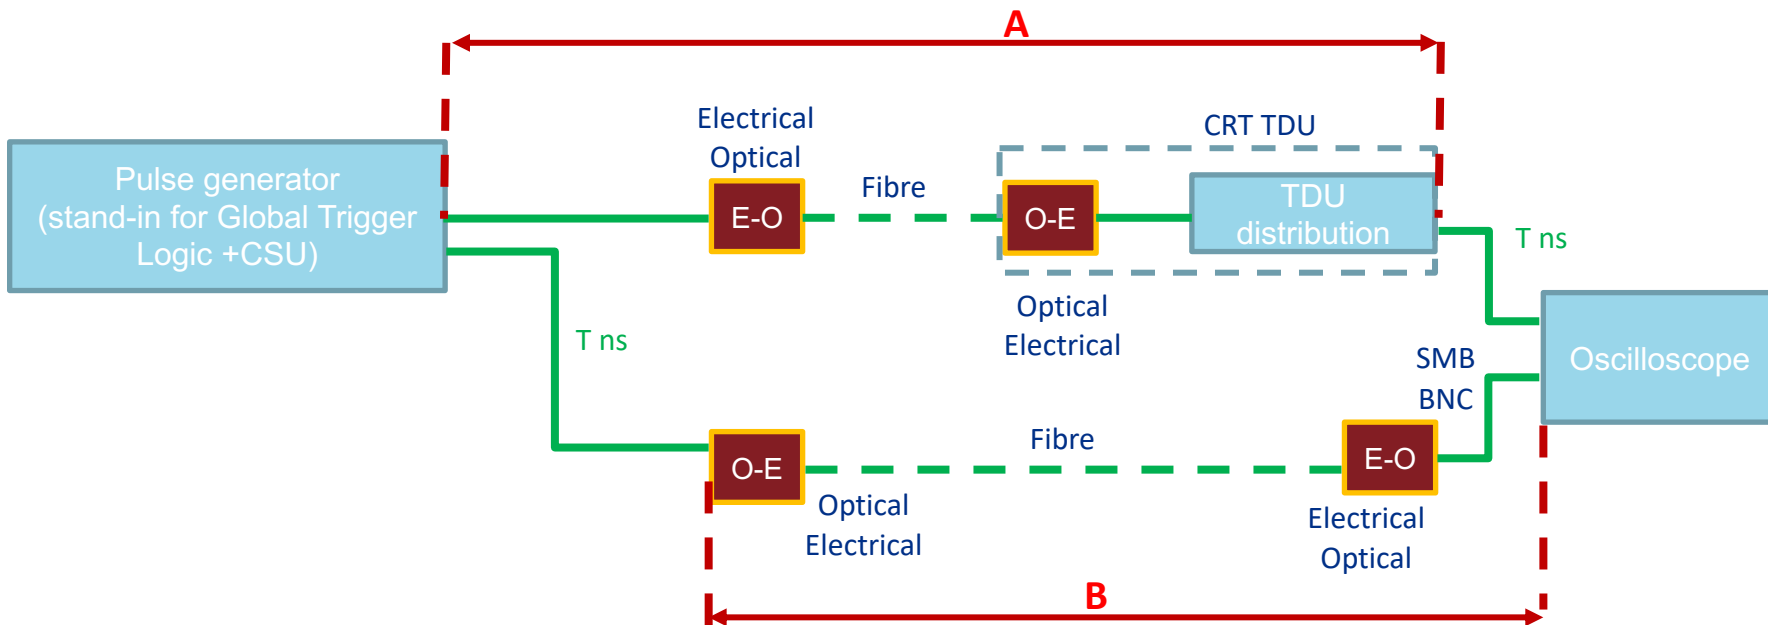 A
Electrical
Optical
CRT TDU
Pulse generator
(stand-in for Global Trigger
Logic +CSU)
Fibre
E-O
O-E
TDU
distribution
T ns
Optical
Electrical
T ns
SMB
BNC
Oscilloscope
Fibre
O-E
E-O
Optical
Electrical
Electrical
Optical
B